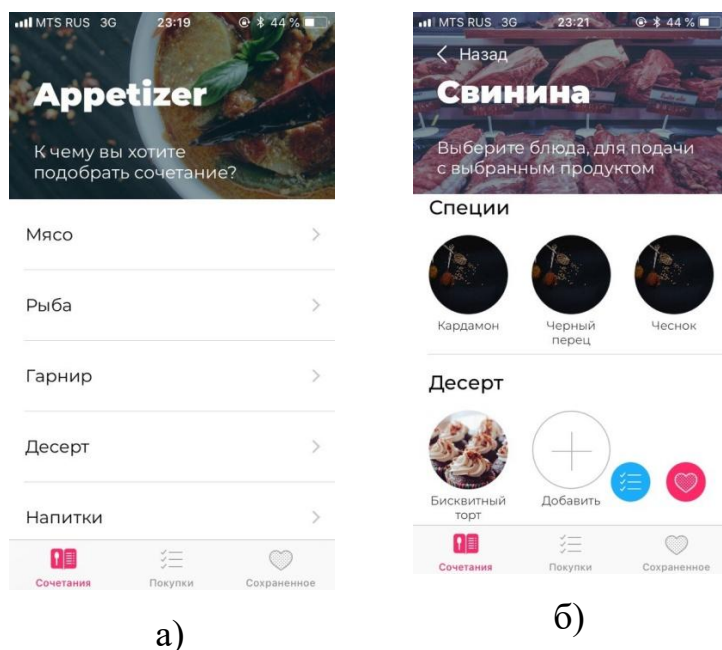 MTS RUS 3G 23:19 44 %
Appetizer
К чему вы хотите
подобрать сочетание?
Мясо
Рыба
Гарнир
Десерт
Напитки
Сочетания Покупки Сохраненное
а)
MTS RUS 3G 23:21 44 %
Назад
Свинина
Выберите блюда, для подачи
с выбранным продуктом
Специи
Кардамон Черный Чеснок
перец
Десерт
Бисквитный Добавить
торт
Сочетания Покупки Сохраненное
б)